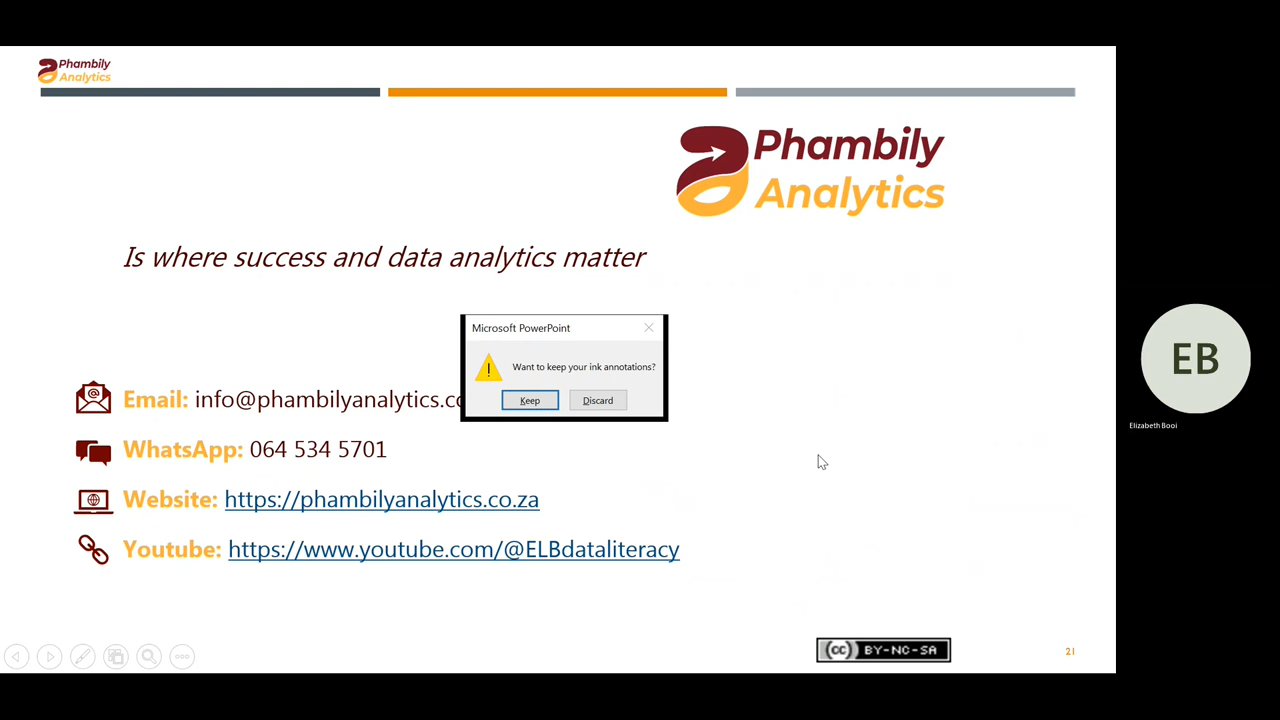 Phambily
Analytics
Phambily
Analytics
Is where success and data analytics matter
Microsoft PowerPoint
Want to keep your ink annotations?
Keep
Discard
Email: info@phambilyanalytics.co
WhatsApp: 064 534 5701
Website: https://phambilyanalytics.co.za
Youtube: https://www.youtube.com/@ELBdataliteracy
EB
Elizabeth Booi
cc BY-NC-SA
21